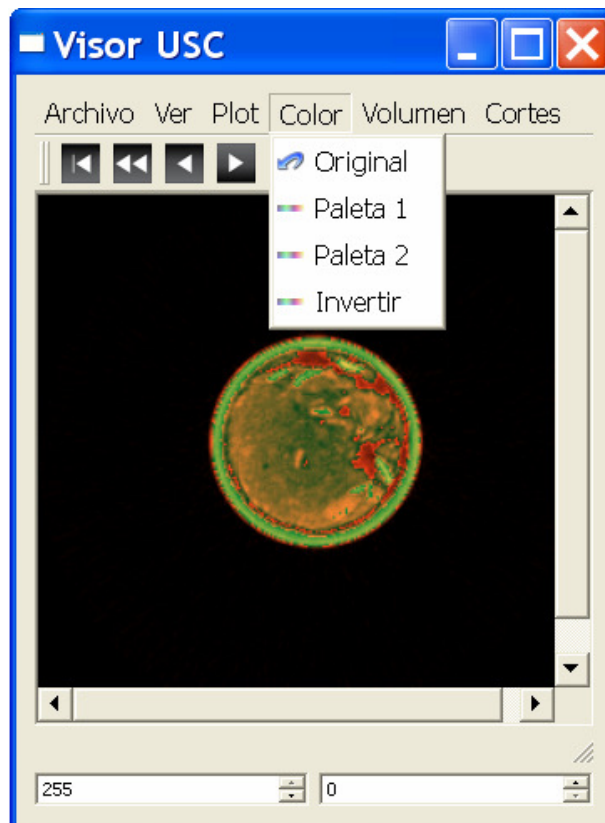 Visor USC
Archivo Ver Plot Color Volumen Cortes
Original
Paleta 1
Paleta 2
Invertir
255 0